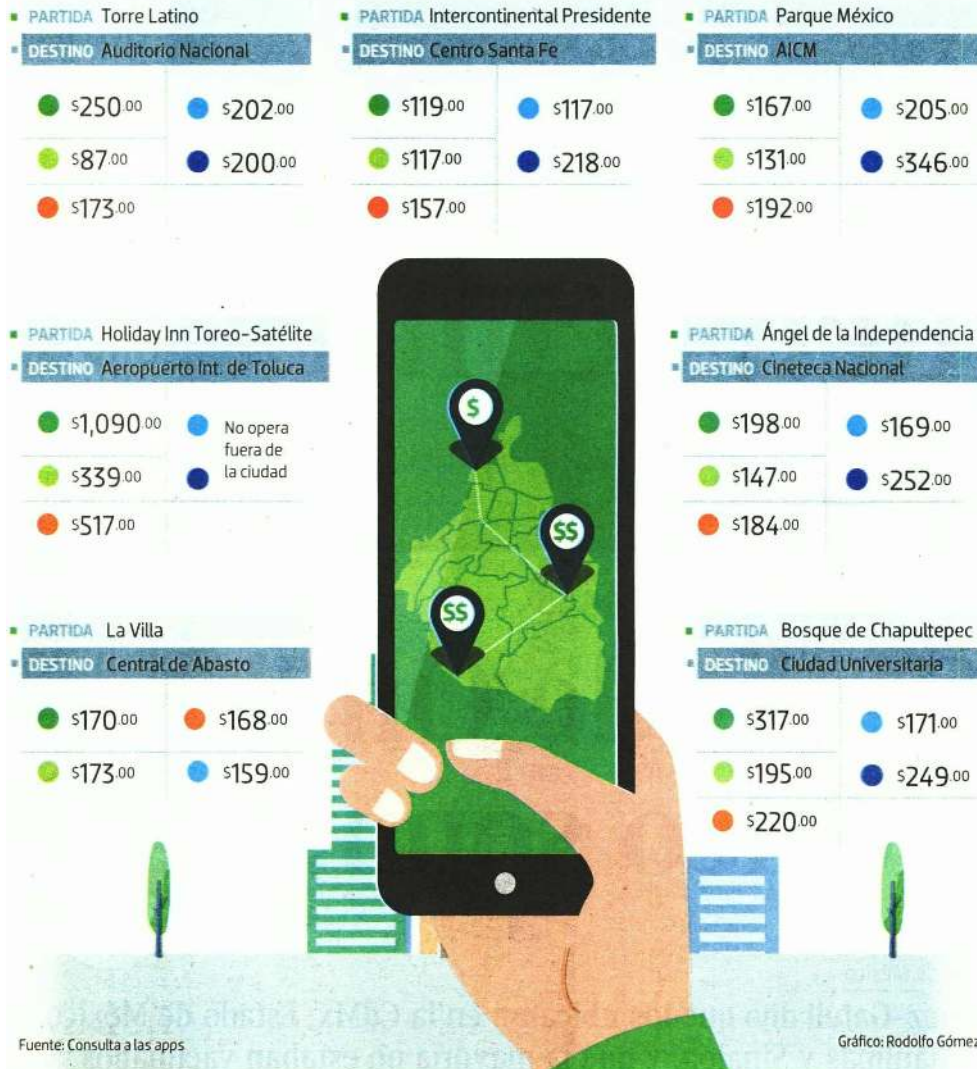 PARTIDA Torre Latino
DESTINO Auditorio Nacional
$250.00 $202.00
$87.00 $200.00
$173.00
PARTIDA Intercontinental Presidente
DESTINO Centro Santa Fe
$119.00 $117.00
$117.00 $218.00
$157.00
PARTIDA Parque México
DESTINO AICM
$167.00 $205.00
$131.00 $346.00
$192.00
PARTIDA Holiday Inn Toreo-Satélite
DESTINO Aeropuerto Int. de Toluca
$1,090.00 No opera
fuera de
la ciudad
$339.00
$517.00
$
$$
$$
PARTIDA Ángel de la Independencia
DESTINO Cineteca Nacional
$198.00 $169.00
$147.00 $252.00
$184.00
PARTIDA La Villa
DESTINO Central de Abasto
$170.00 $168.00
$173.00 $159.00
PARTIDA Bosque de Chapultepec
DESTINO Ciudad Universitaria
$317.00 $171.00
$195.00 $249.00
$220.00
Fuente: Consulta a las apps
Gráfico: Rodolfo Gómez